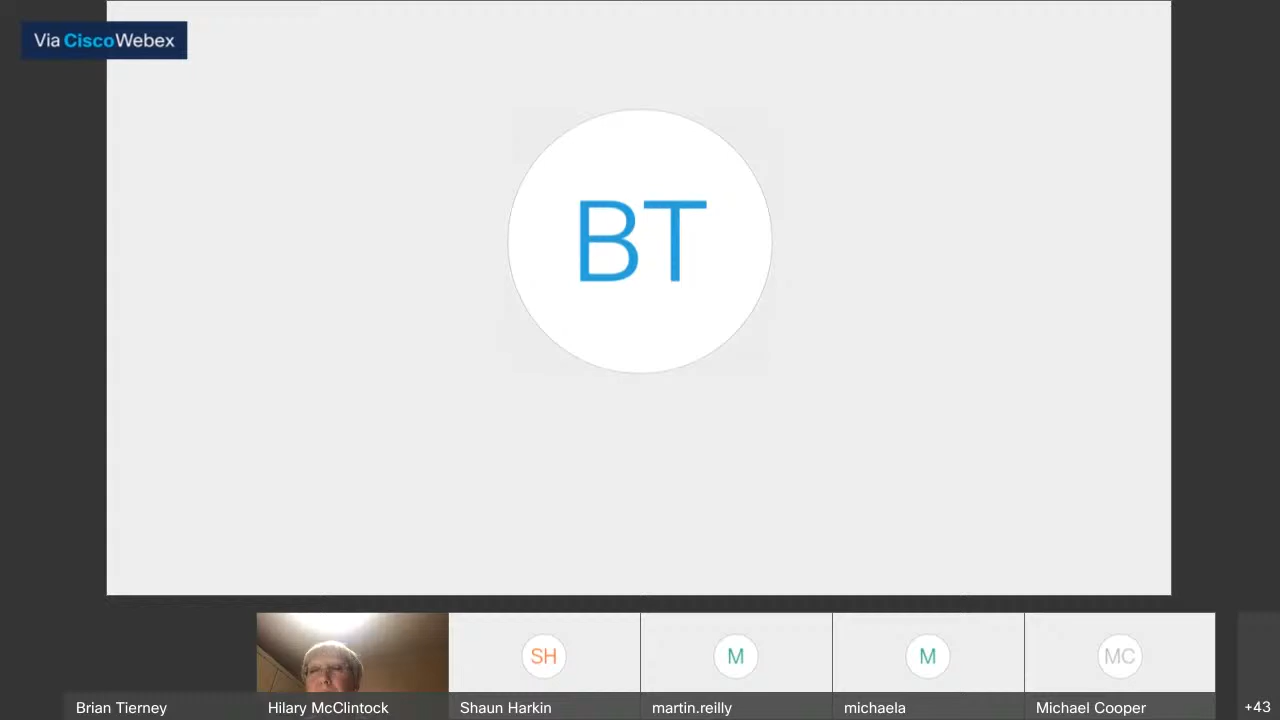 Via CiscoWebex
BT
SH
M
M
MC
Brian Tierney
Hilary McClintock
Shaun Harkin
martin.reilly
michaela
Michael Cooper
+43